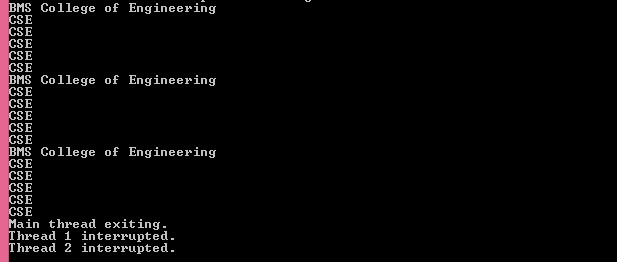 BMS College of Engineering
CSE
CSE
CSE
CSE
CSE
BMS College of Engineering
CSE
CSE
CSE
CSE
CSE
BMS College of Engineering
CSE
CSE
CSE
CSE
CSE
Main thread exiting.
Thread 1 interrupted.
Thread 2 interrupted.